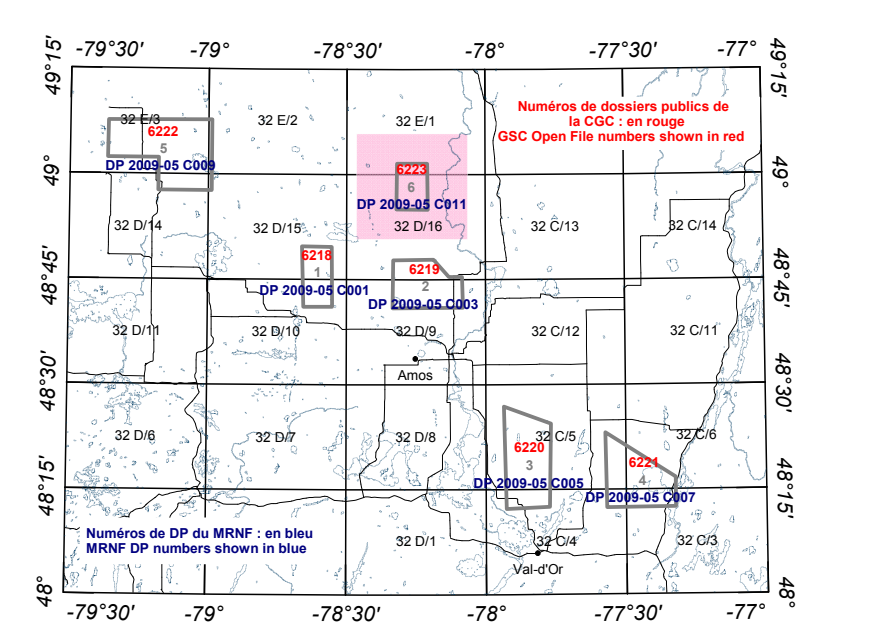 -79°30' -79° -78°30' -78° -77°30' -77°
49°15' 49°15'
Numéros de dossiers publics de
la CGC : en rouge
GSC Open File numbers shown in red
32 E/3 32 E/2 32 E/1
6222
5
DP 2009-05 C009
49° 49°
6223
6
DP 2009-05 C011
32 D/14 32 D/15 32 D/16 32 C/13 32 C/14
6218
1
DP 2009-05 C001
6219
2
DP 2009-05 C003
48°45' 48°45'
32 D/11 32 D/10 32 D/9 32 C/12 32 C/11
Amos
48°30' 48°30'
32 D/6 32 D/7 32 D/8 32 C/5 32 C/6
6220
3
DP 2009-05 C005
6221
4
DP 2009-05 C007
48°15' 48°15'
Numéros de DP du MRNF : en bleu
MRNF DP numbers shown in blue
32 D/1 32 C/4 32 C/3
Val-d'Or
48° 48°
-79°30' -79° -78°30' -78° -77°30' -77°